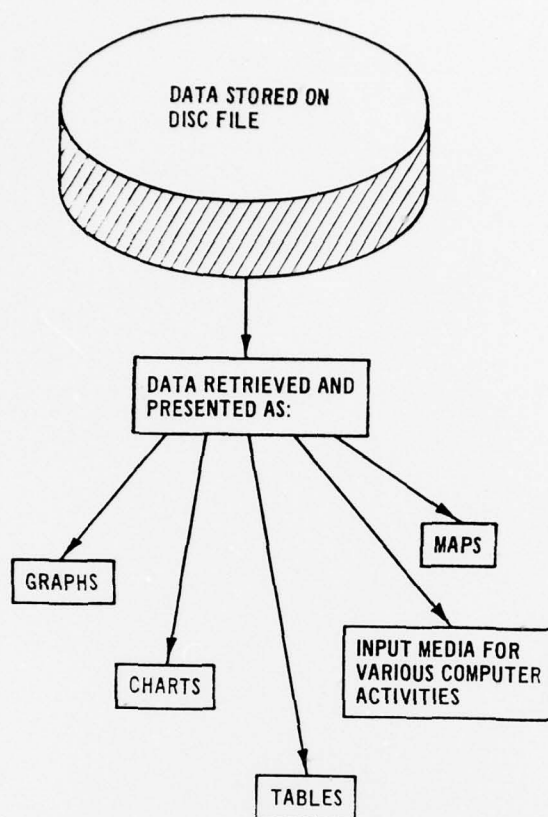 DATA STORED ON
DISC FILE
DATA RETRIEVED AND
PRESENTED AS:
MAPS
GRAPHS
INPUT MEDIA FOR
VARIOUS COMPUTER
ACTIVITIES
CHARTS
TABLES